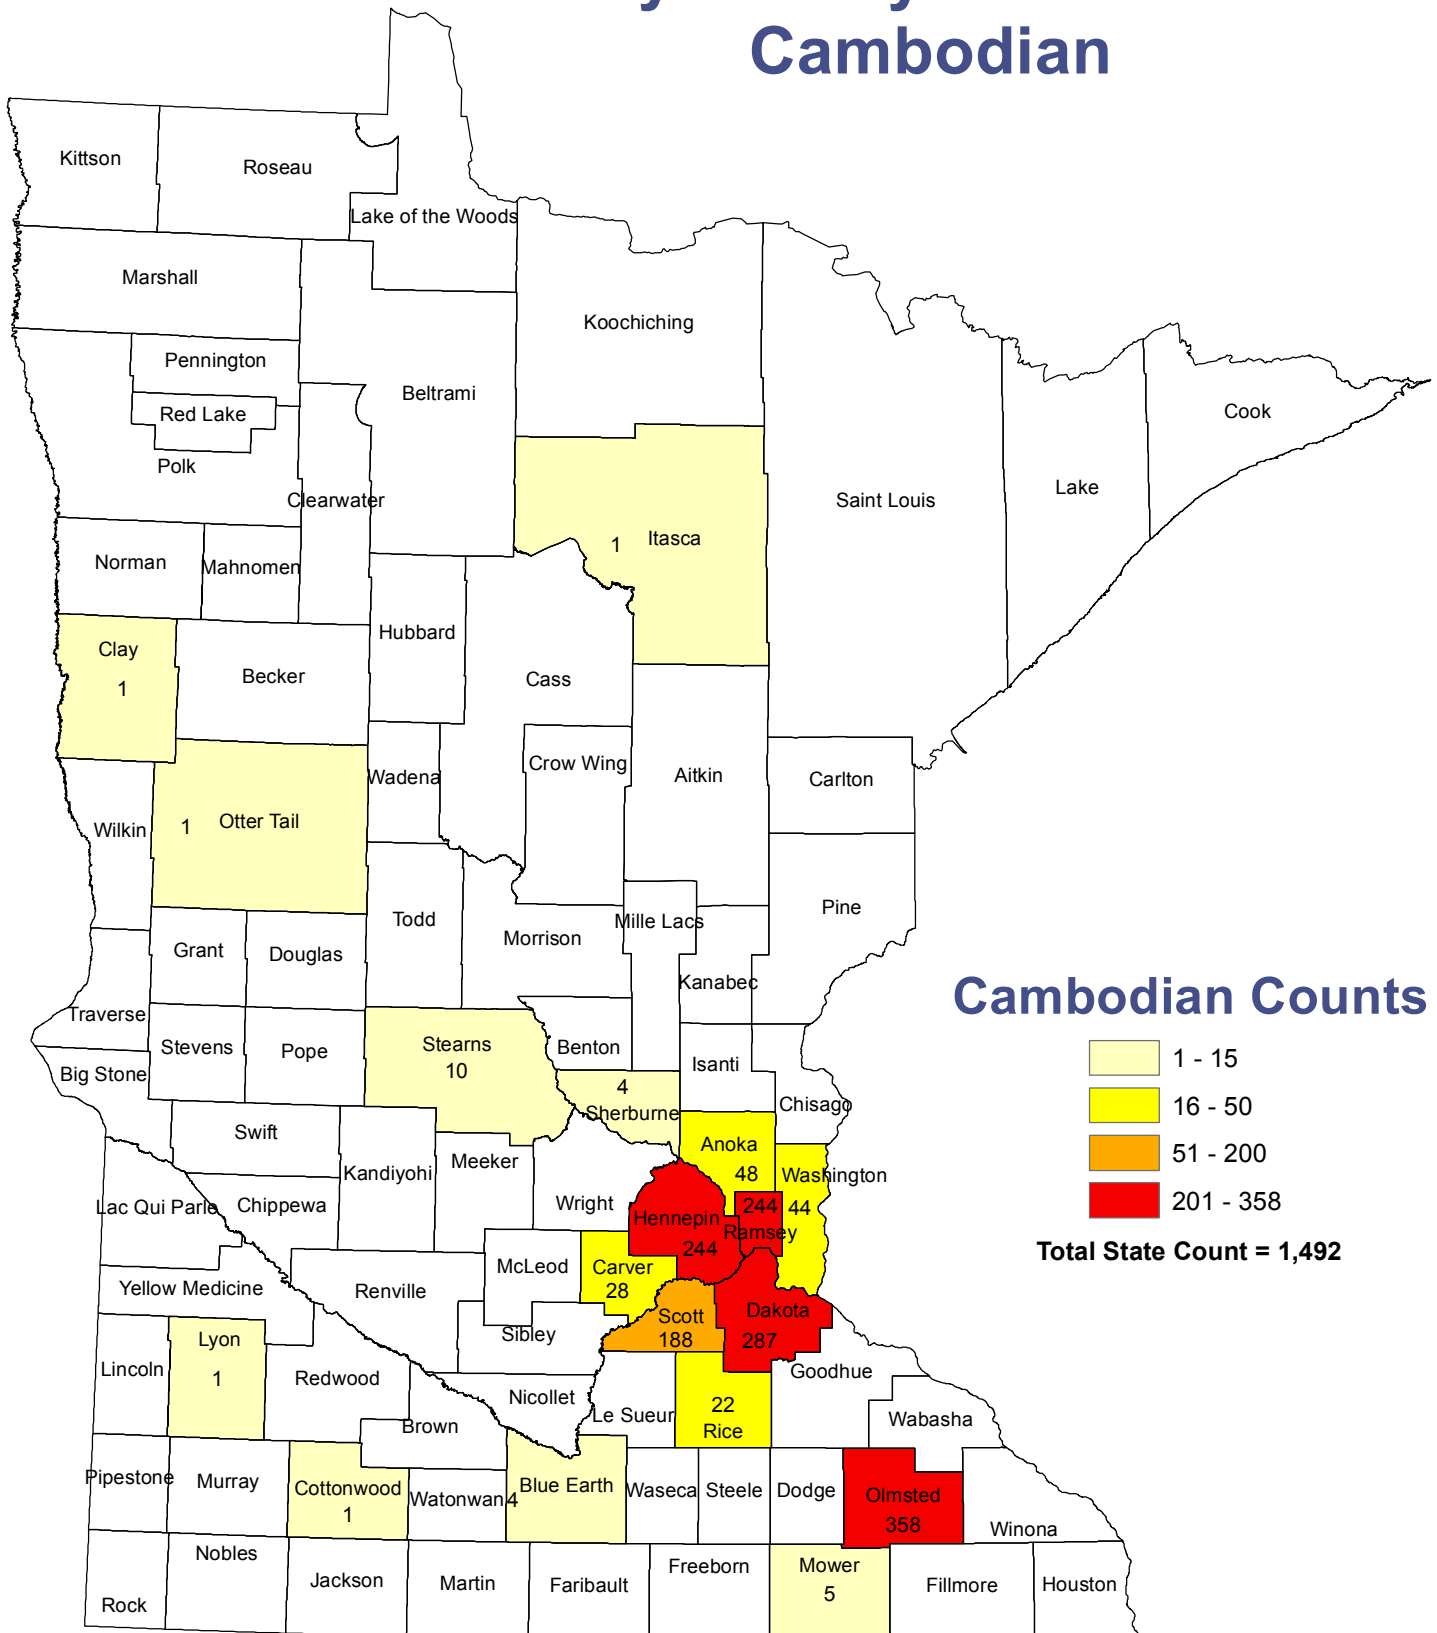 Cambodian
Kittson
Roseau
Lake of the Woods
Marshall
Koochiching
Pennington
Beltrami
Red Lake
Cook
Polk
Clearwater
Saint Louis
Lake
1 Itasca
Norman
Mahnomen
Hubbard
Clay
1
Becker
Cass
Wadena
Crow Wing
Aitkin
Carlton
Wilkin
1 Otter Tail
Todd
Mille Lacs
Pine
Morrison
Grant
Douglas
Kanabec
Cambodian Counts
1 - 15
16 - 50
51 - 200
201 - 358
Total State Count = 1,492
Traverse
Stevens
Pope
Stearns
10
Benton
Isanti
Big Stone
4
Sherburne
Chisago
Swift
Anoka
48
Kandiyohi
Meeker
Washington
44
Lac Qui Parle
Chippewa
Wright
Hennepin
244
244
Ramsey
McLeod
Carver
28
Yellow Medicine
Renville
Scott
188
Dakota
287
Sibley
Lyon
1
Lincoln
Redwood
Goodhue
Nicollet
Le Sueur
22
Rice
Wabasha
Brown
Pipestone
Murray
Cottonwood
1
Watonwan
4 Blue Earth
Waseca
Steele
Dodge
Olmsted
358
Winona
Nobles
Rock
Jackson
Martin
Faribault
Freeborn
Mower
5
Fillmore
Houston